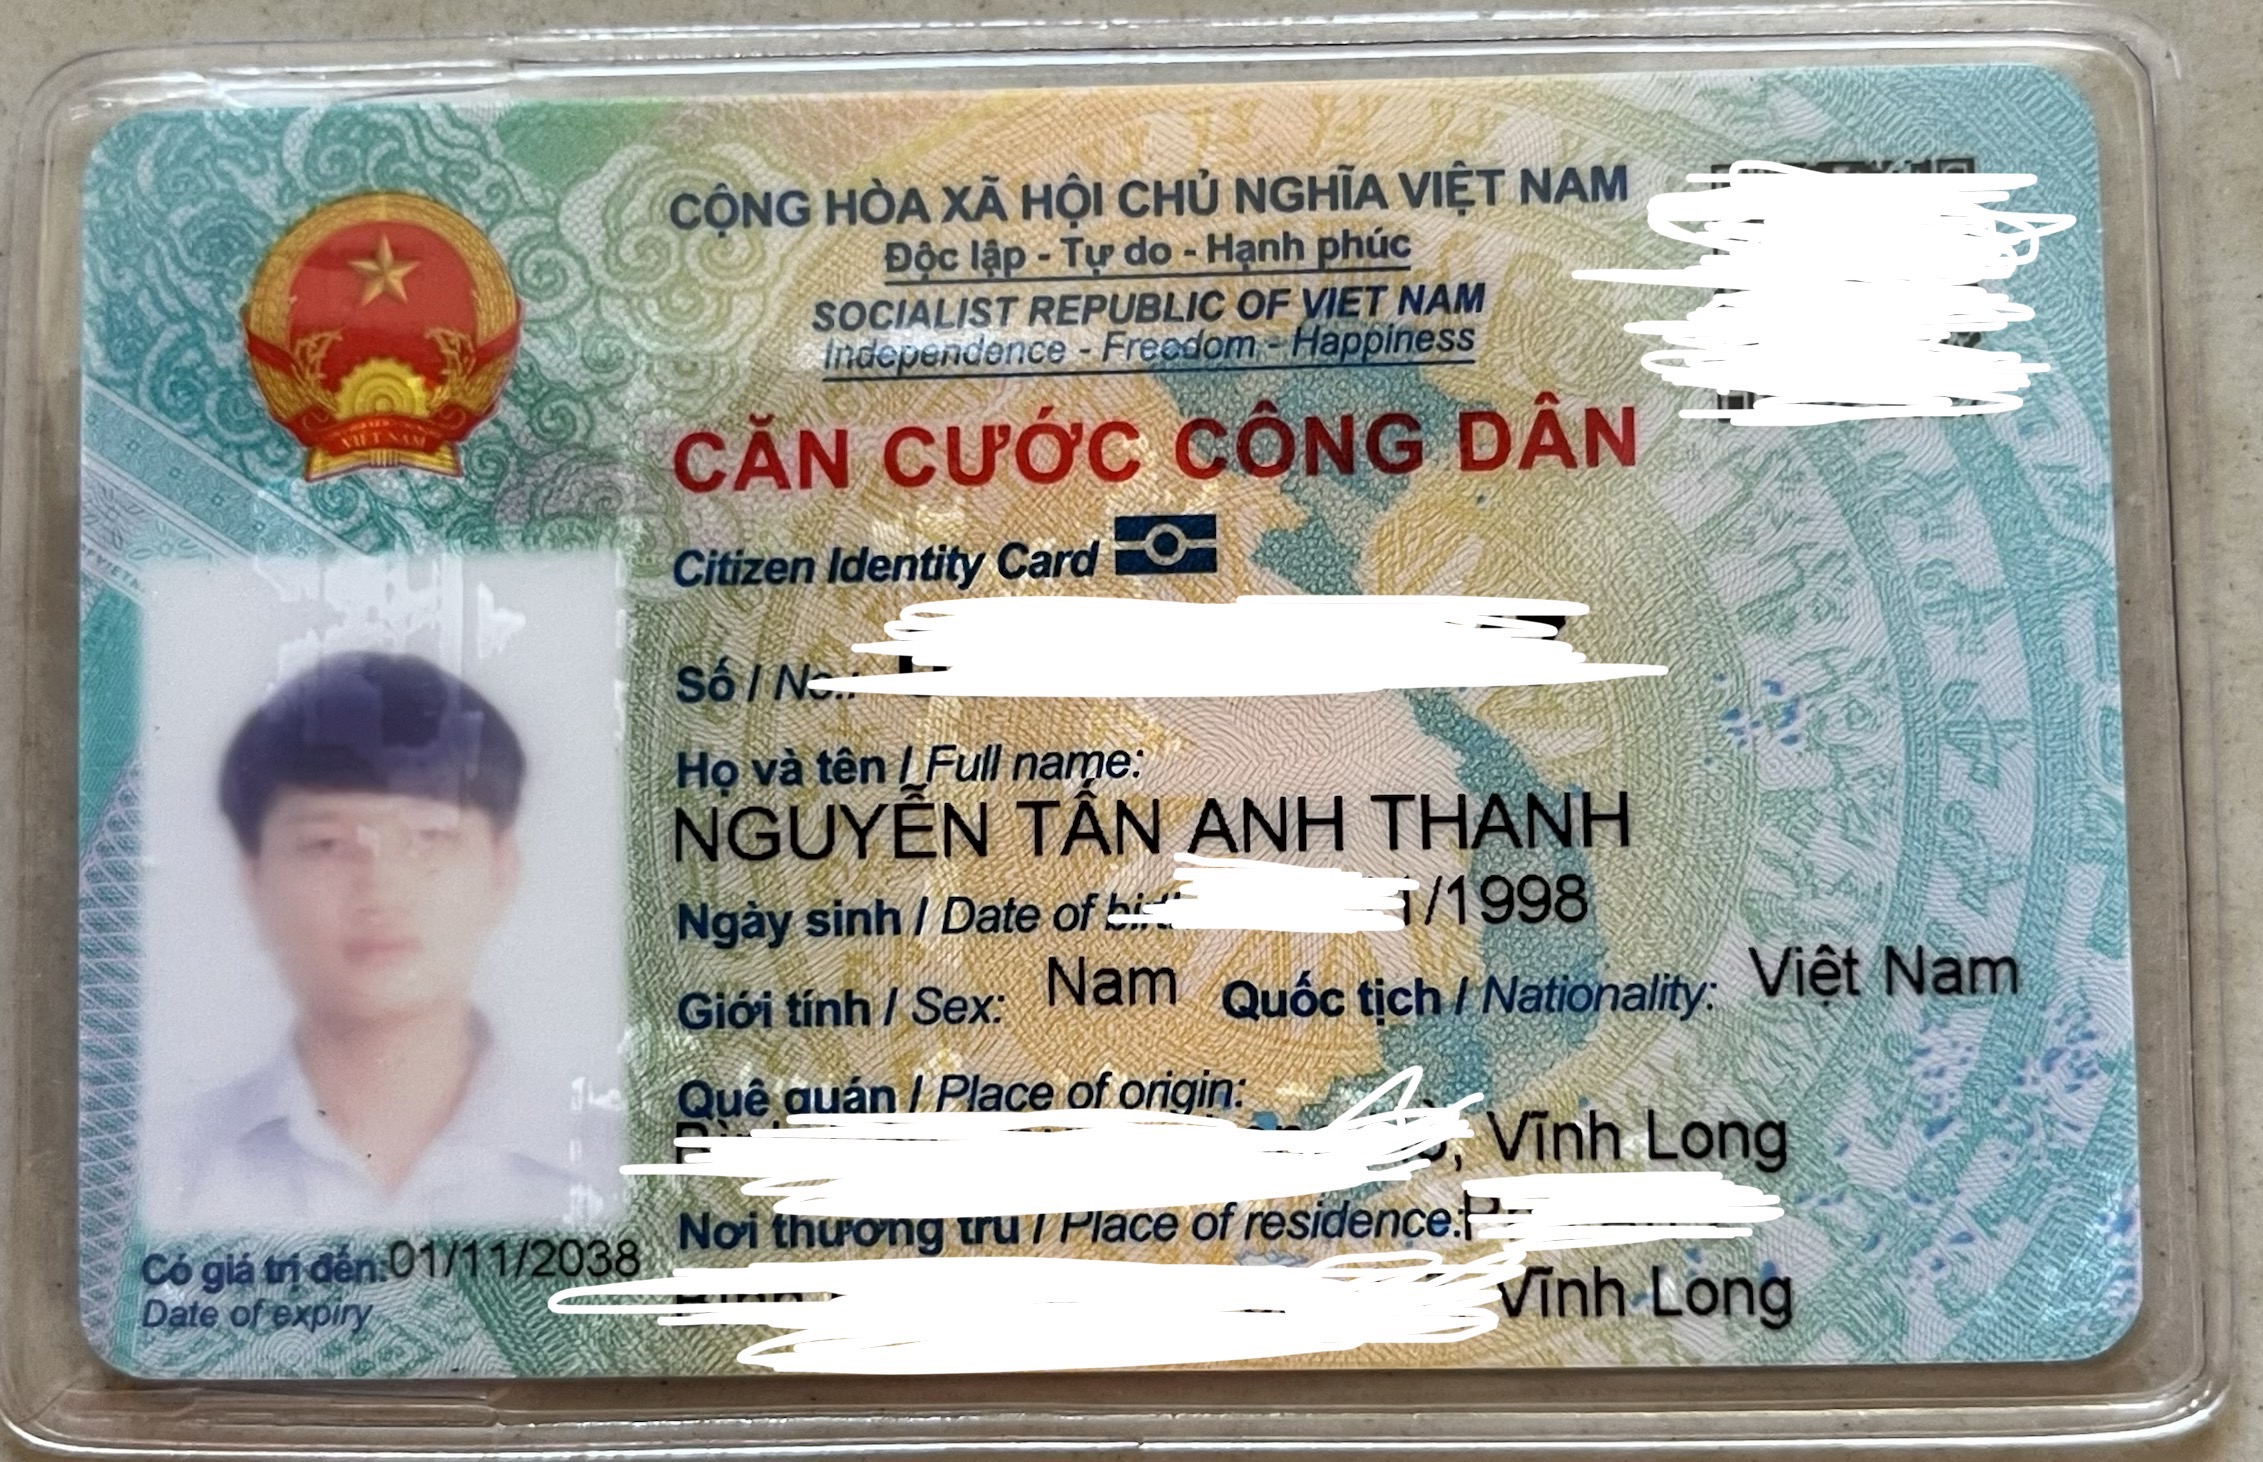 CỘNG HÒA XÃ HỘI CHỦ NGHĨA VIỆT NAM
Độc lập - Tự do - Hạnh phúc
SOCIALIST REPUBLIC OF VIET NAM
Independence - Freedom - Happiness
VIỆT NAM
CĂN CƯỚC CÔNG DÂN
Citizen Identity Card
Số / No.:
Họ và tên / Full name:
NGUYỄN TẤN ANH THANH
Ngày sinh / Date of /1998
Giới tính / Sex: Nam Quốc tịch / Nationality: Việt Nam
Quê quán / Place of origin:
, Vĩnh Long
Nơi thường trú / Place of residence:
Vĩnh Long
Có giá trị đến: 01/11/2038
Date of expiry